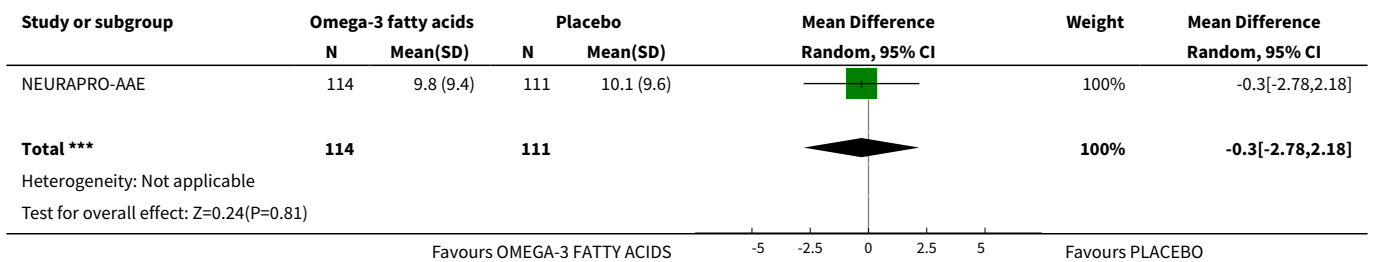 Study or subgroup Omega-3 fatty acids Placebo Mean Difference Weight Mean Difference
N Mean(SD) N Mean(SD) Random, 95% CI Random, 95% CI
NEURAPRO-AAE 114 9.8 (9.4) 111 10.1 (9.6) 100% -0.3[-2.78,2.18]
Total *** 114 111 100% -0.3[-2.78,2.18]
Heterogeneity: Not applicable
Test for overall effect: Z=0.24(P=0.81)
Favours OMEGA-3 FATTY ACIDS -5 -2.5 0 2.5 5 Favours PLACEBO